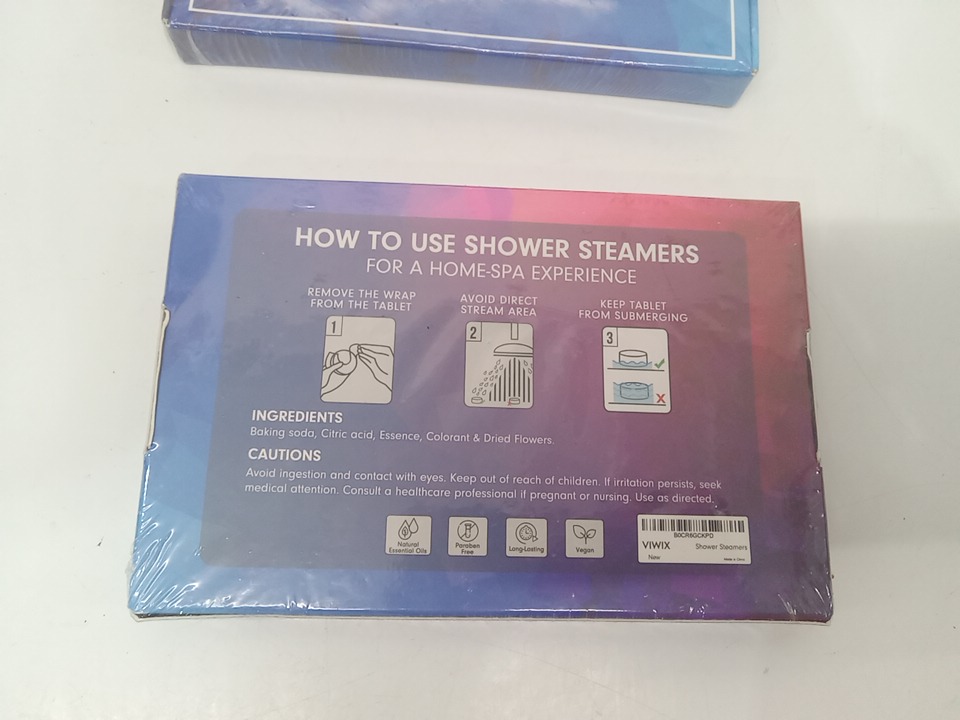 HOW TO USE SHOWER STEAMERS
FOR A HOME-SPA EXPERIENCE
REMOVE THE WRAP
FROM THE TABLET
1
AVOID DIRECT
STREAM AREA
2
KEEP TABLET
FROM SUBMERGING
3
INGREDIENTS
Baking soda, Citric acid, Essence, Colorant & Dried Flowers.
CAUTIONS
Avoid ingestion and contact with eyes. Keep out of reach of children. If irritation persists, seek
medical attention. Consult a healthcare professional if pregnant or nursing. Use as directed.
Natural
Essential Oils
Paraben
Free
Long-Lasting
Vegan
B0CR6GCKPD
VIWIX Shower Steamers
New Made in China